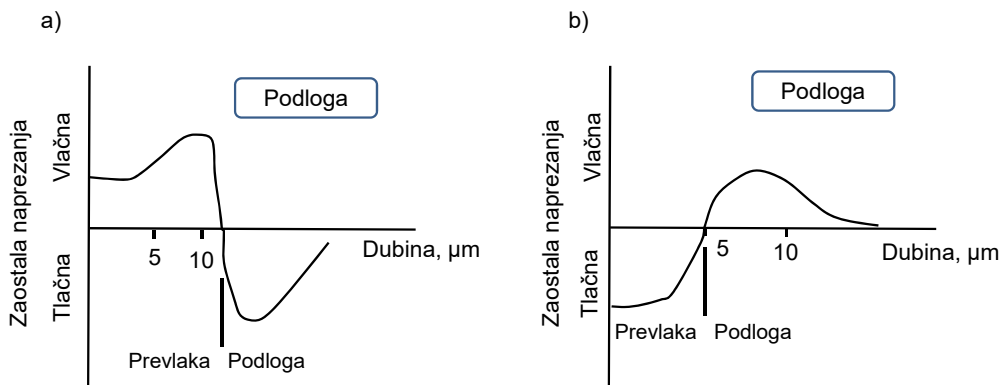 a)
Podloga
Zaostala naprezanja
Vlačna
Tlačna
5
10
Dubina, µm
Prevlaka
Podloga
b)
Podloga
Zaostala naprezanja
Vlačna
Tlačna
5
10
Dubina, µm
Prevlaka
Podloga